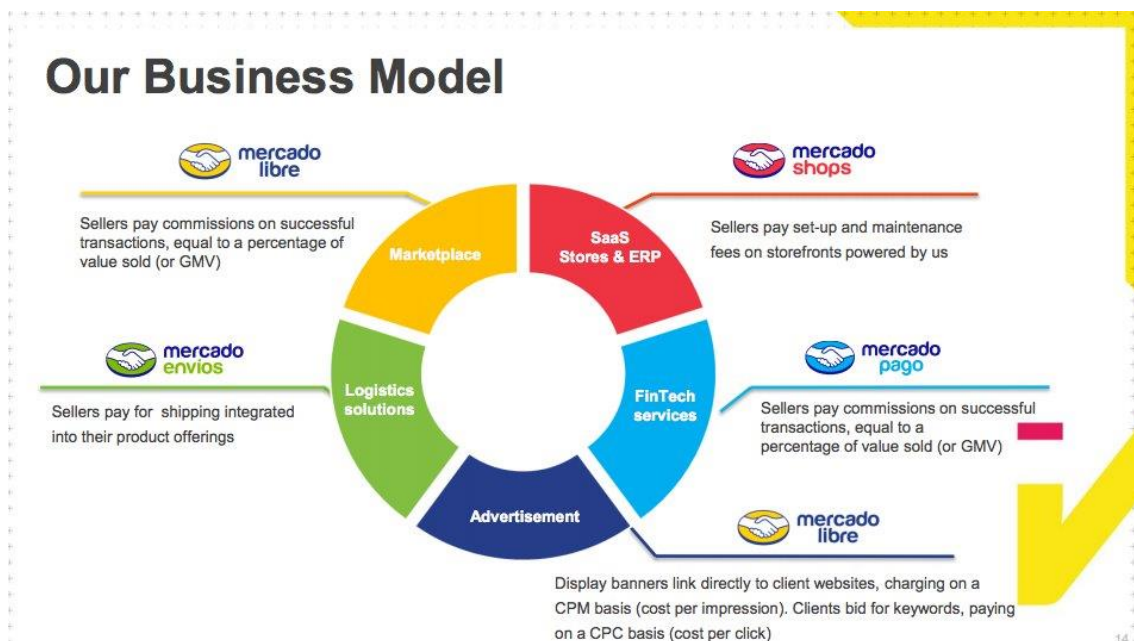 Our Business Model
mercado
libre
Sellers pay commissions on successful
transactions, equal to a percentage of
value sold (or GMV)
Marketplace
mercado
shops
Sellers pay set-up and maintenance
fees on storefronts powered by us
SaaS
Stores & ERP
mercado
envios
Sellers pay for shipping integrated
into their product offerings
Logistics
solutions
mercado
pago
Sellers pay commissions on successful
transactions, equal to a
percentage of value sold (or GMV)
FinTech
services
Advertisement
mercado
libre
Display banners link directly to client websites, charging on a
CPM basis (cost per impression). Clients bid for keywords, paying
on a CPC basis (cost per click)
14